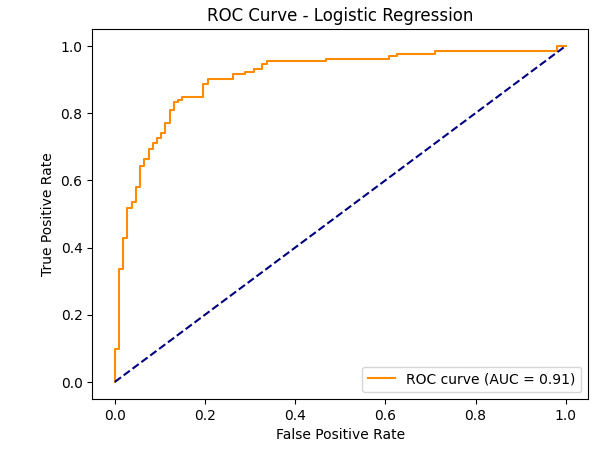 ROC Curve - Logistic Regression
1.0
0.8
0.6
0.4
0.2
0.0
True Positive Rate
ROC curve (AUC = 0.91)
0.0 0.2 0.4 0.6 0.8 1.0
False Positive Rate